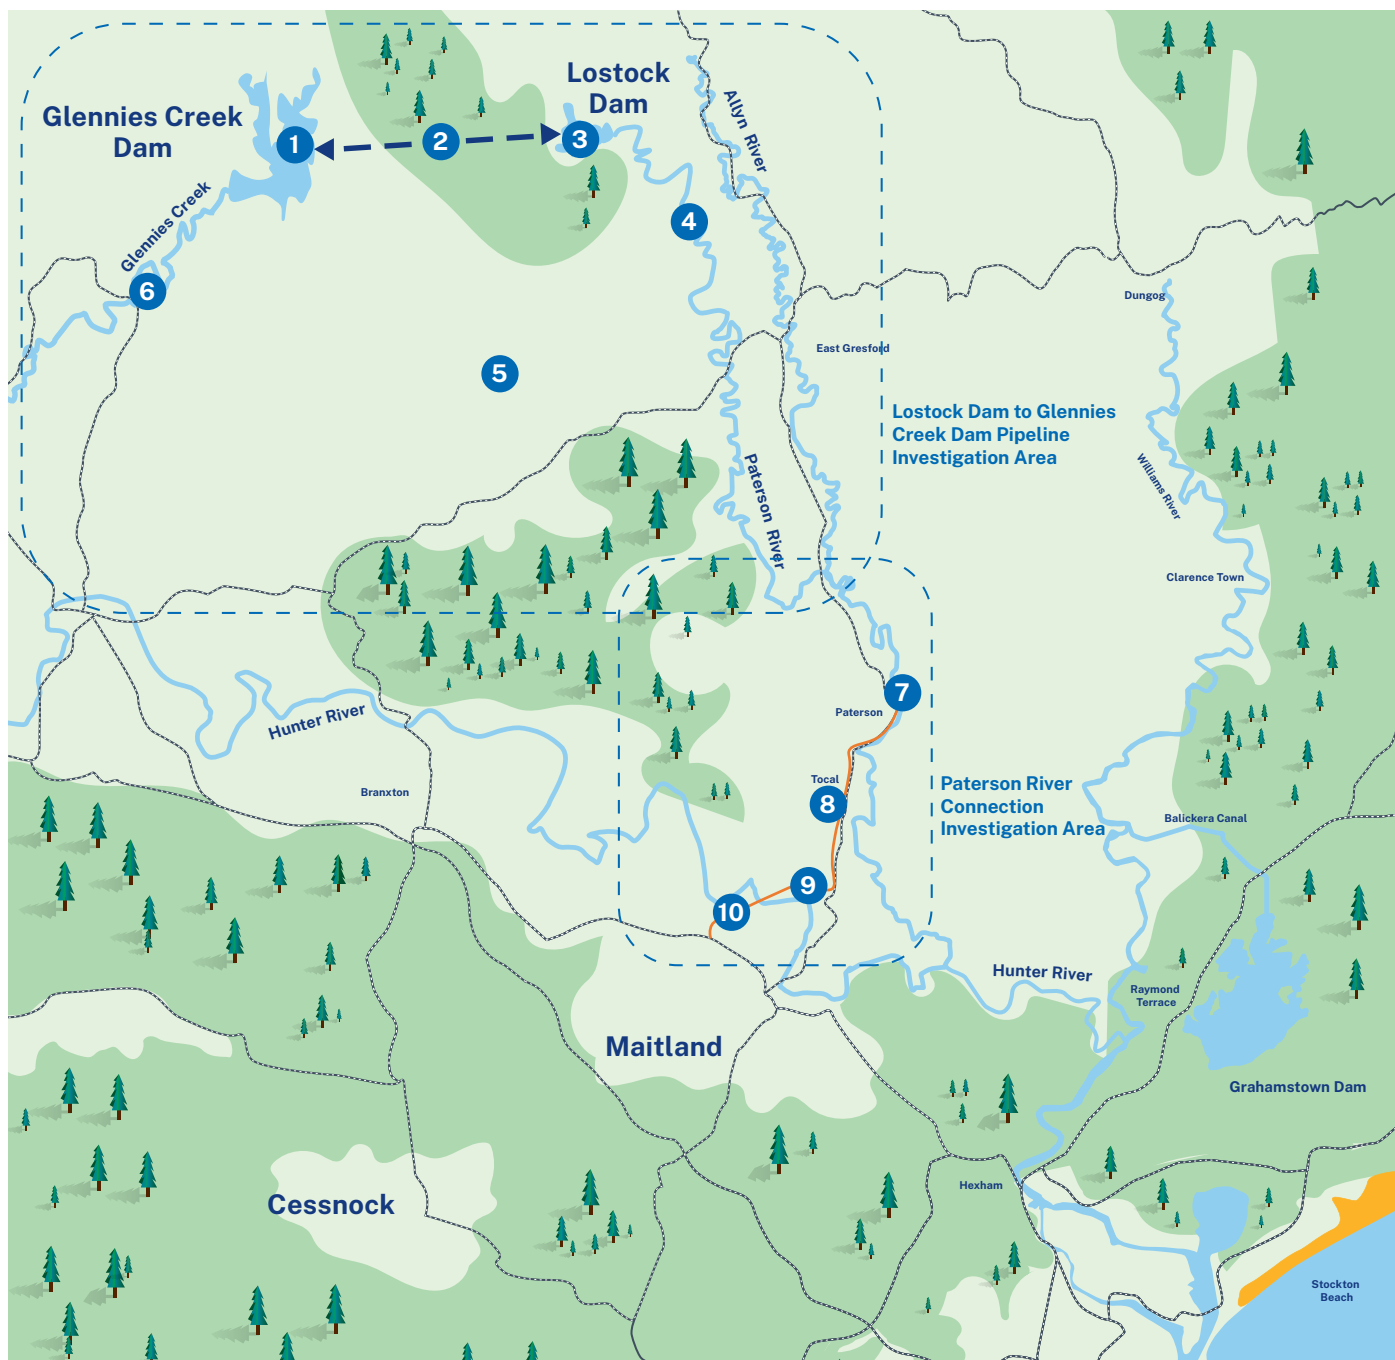 Glennies Creek
Dam
Lostock
Dam
Allyn River
1
2
3
4
Glennies Creek
6
5
Dungog
East Gresford
Lostock Dam to Glennies
Creek Dam Pipeline
Investigation Area
Paterson River
Williams River
Clarence Town
7
Paterson
Hunter River
Tocal
8
Branxton
Paterson River
Connection
Investigation Area
Balickera Canal
9
10
Hunter River
Raymond
Terrace
Maitland
Grahamstown Dam
Cessnock
Hexham
Stockton
Beach